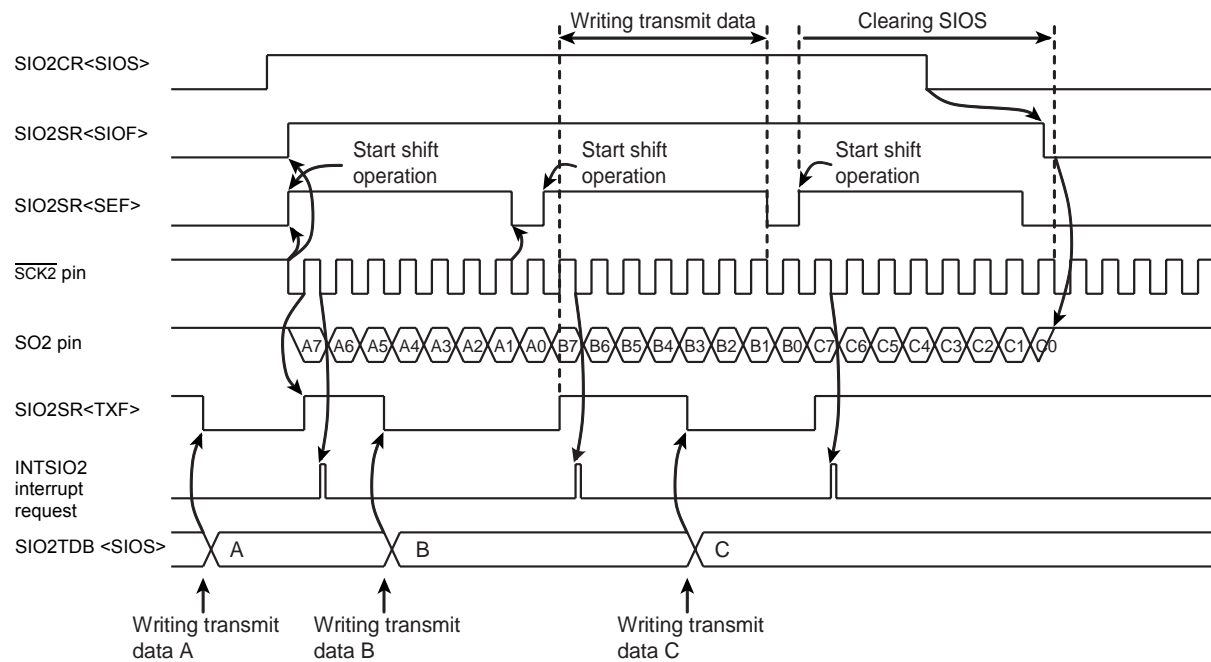 Writing transmit data
Clearing SIOS
SIO2CR<SIOS>
SIO2SR<SIOF>
Start shift
operation
Start shift
operation
Start shift
operation
SIO2SR<SEF>
SCK2 pin
SO2 pin
A7 A6 A5 A4 A3 A2 A1 A0 B7 B6 B5 B4 B3 B2 B1 B0 C7 C6 C5 C4 C3 C2 C1 C0
SIO2SR<TXF>
INTSIO2
interrupt
request
SIO2TDB <SIOS>
A
B
C
Writing transmit
data A
Writing transmit
data B
Writing transmit
data C